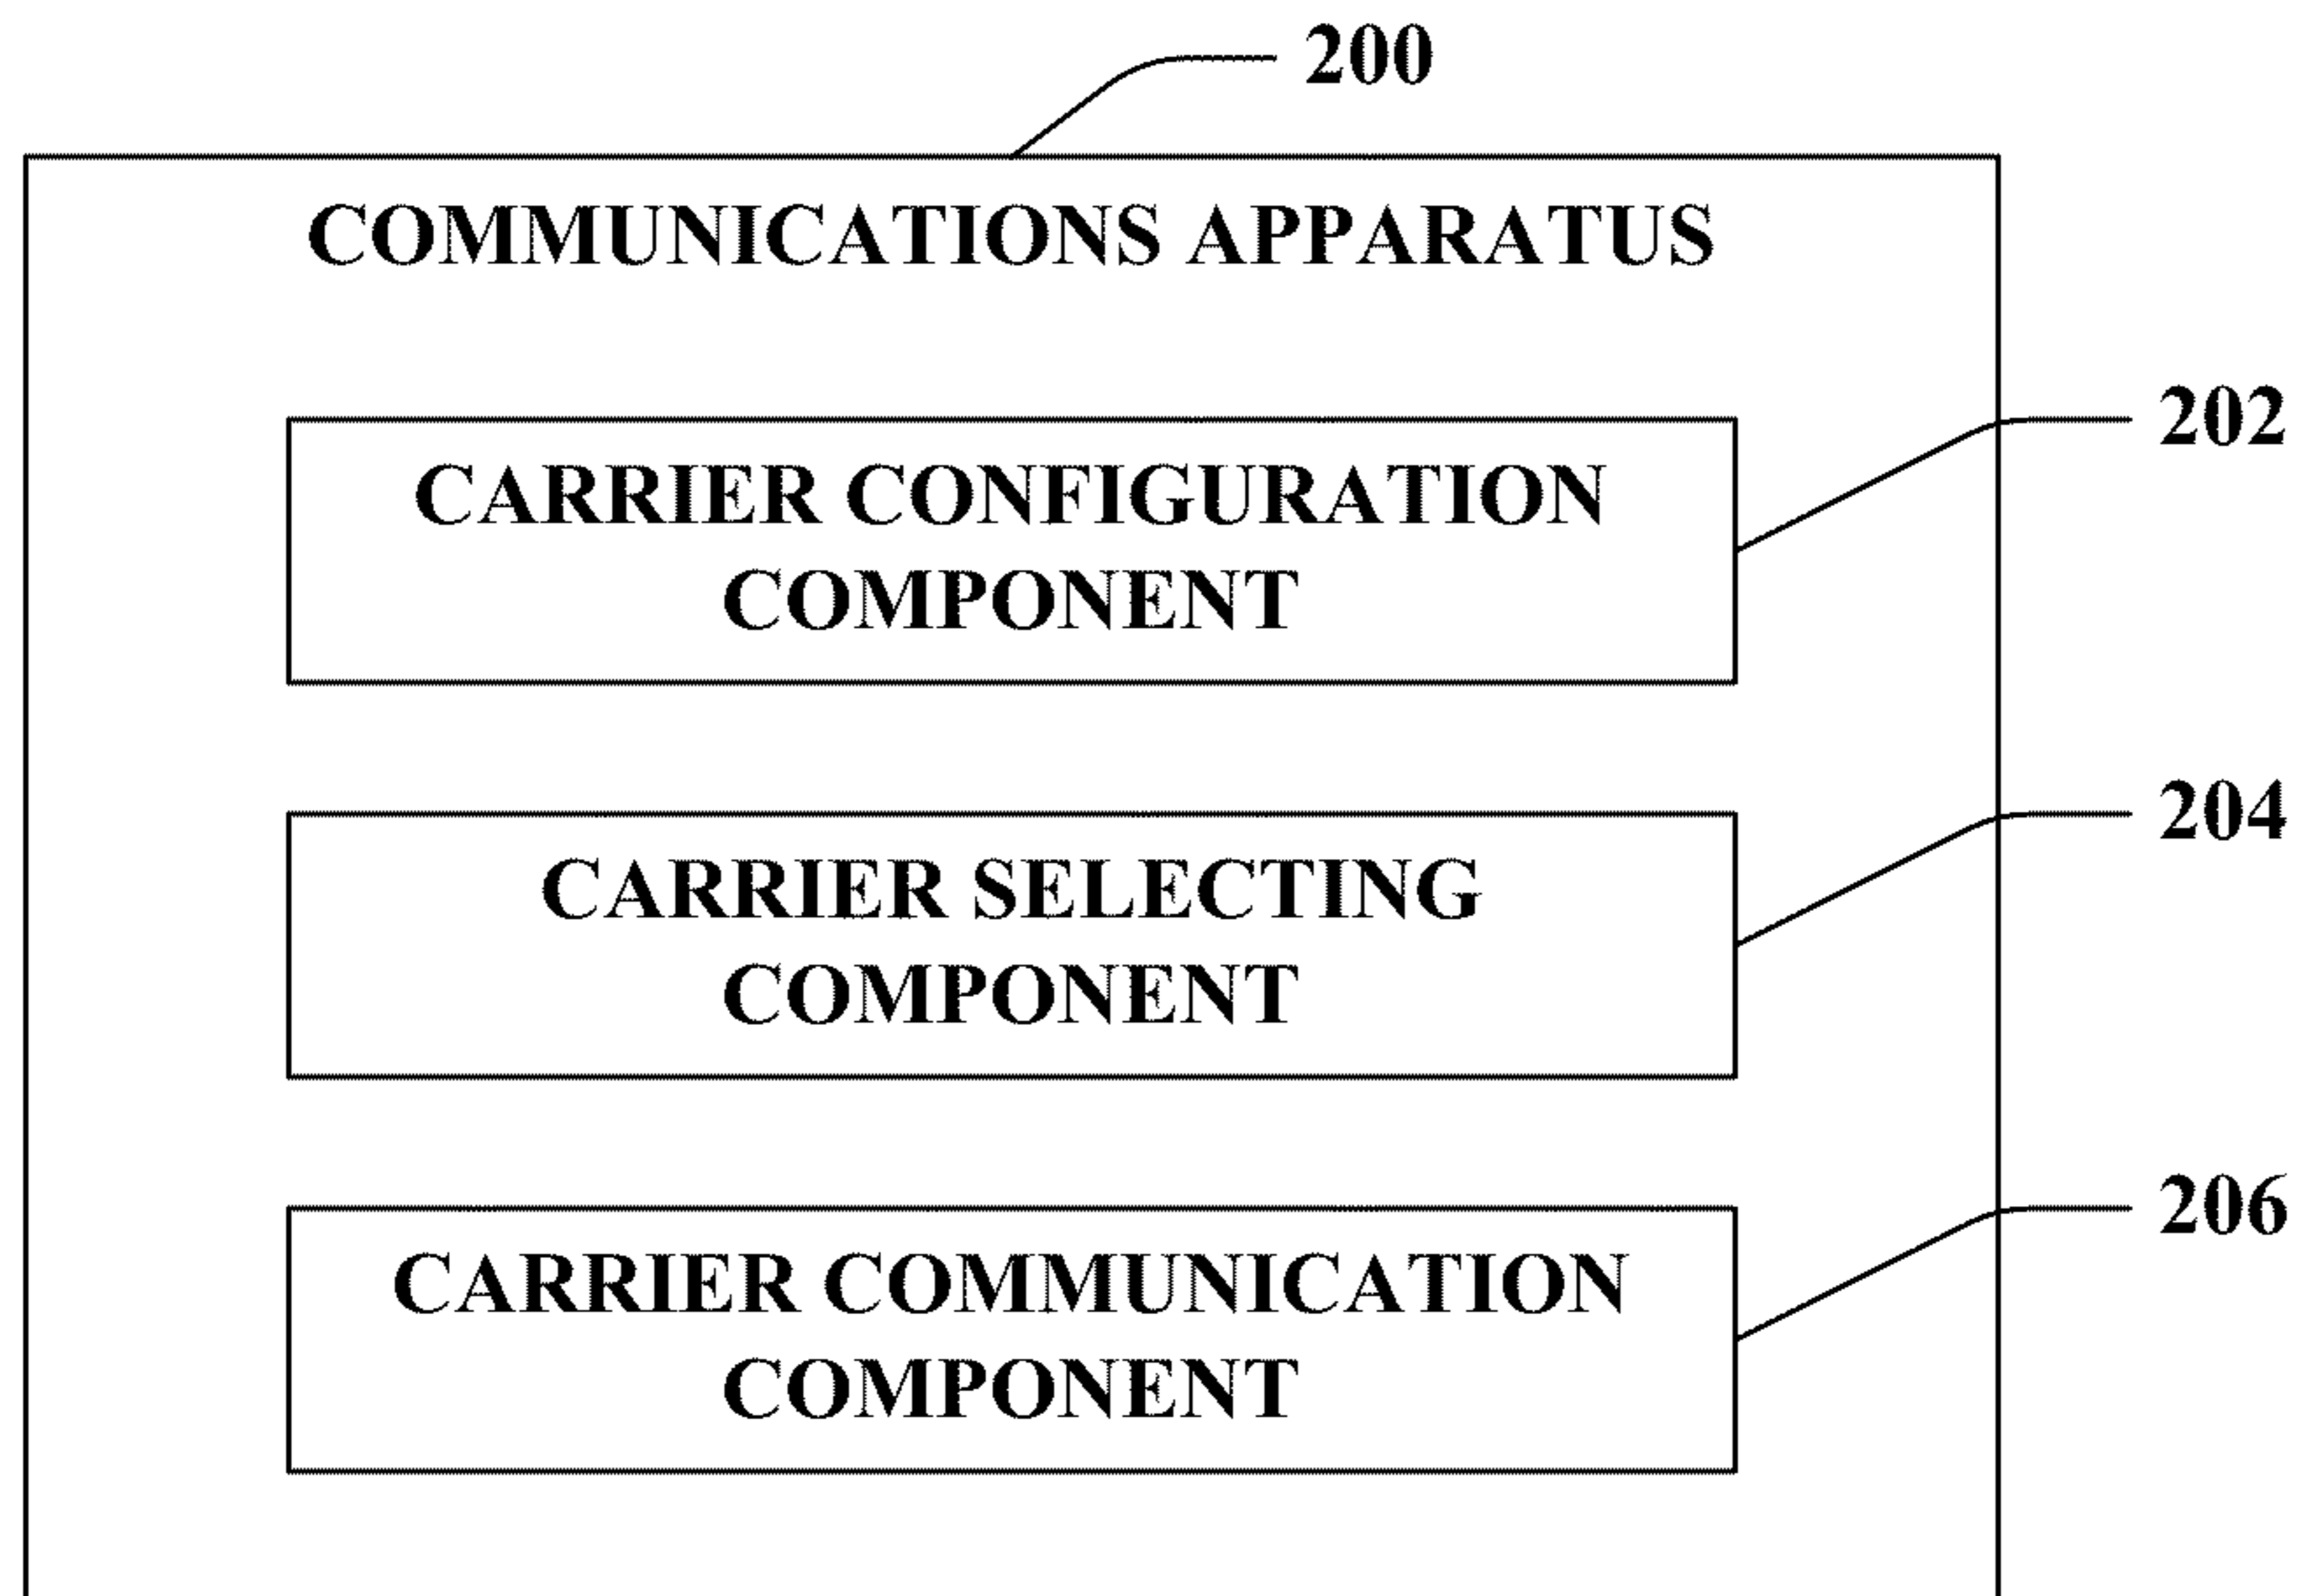 200
COMMUNICATIONS APPARATUS
202
CARRIER CONFIGURATION
COMPONENT
204
CARRIER SELECTING
COMPONENT
206
CARRIER COMMUNICATION
COMPONENT